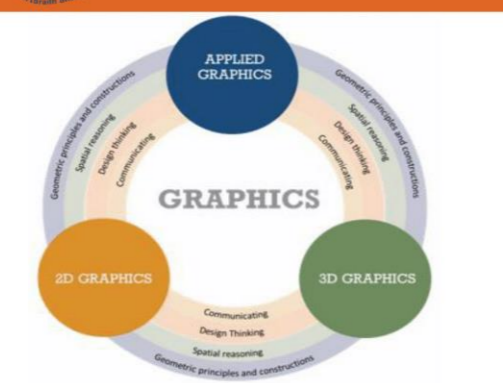 APPLIED
GRAPHICS
Geometric principles and constructions
Spatial reasoning
Design thinking
Communicating
Geometric principles and constructions
Spatial reasoning
Design thinking
Communicating
GRAPHICS
2D GRAPHICS
3D GRAPHICS
Communicating
Design Thinking
Spatial reasoning
Geometric principles and constructions